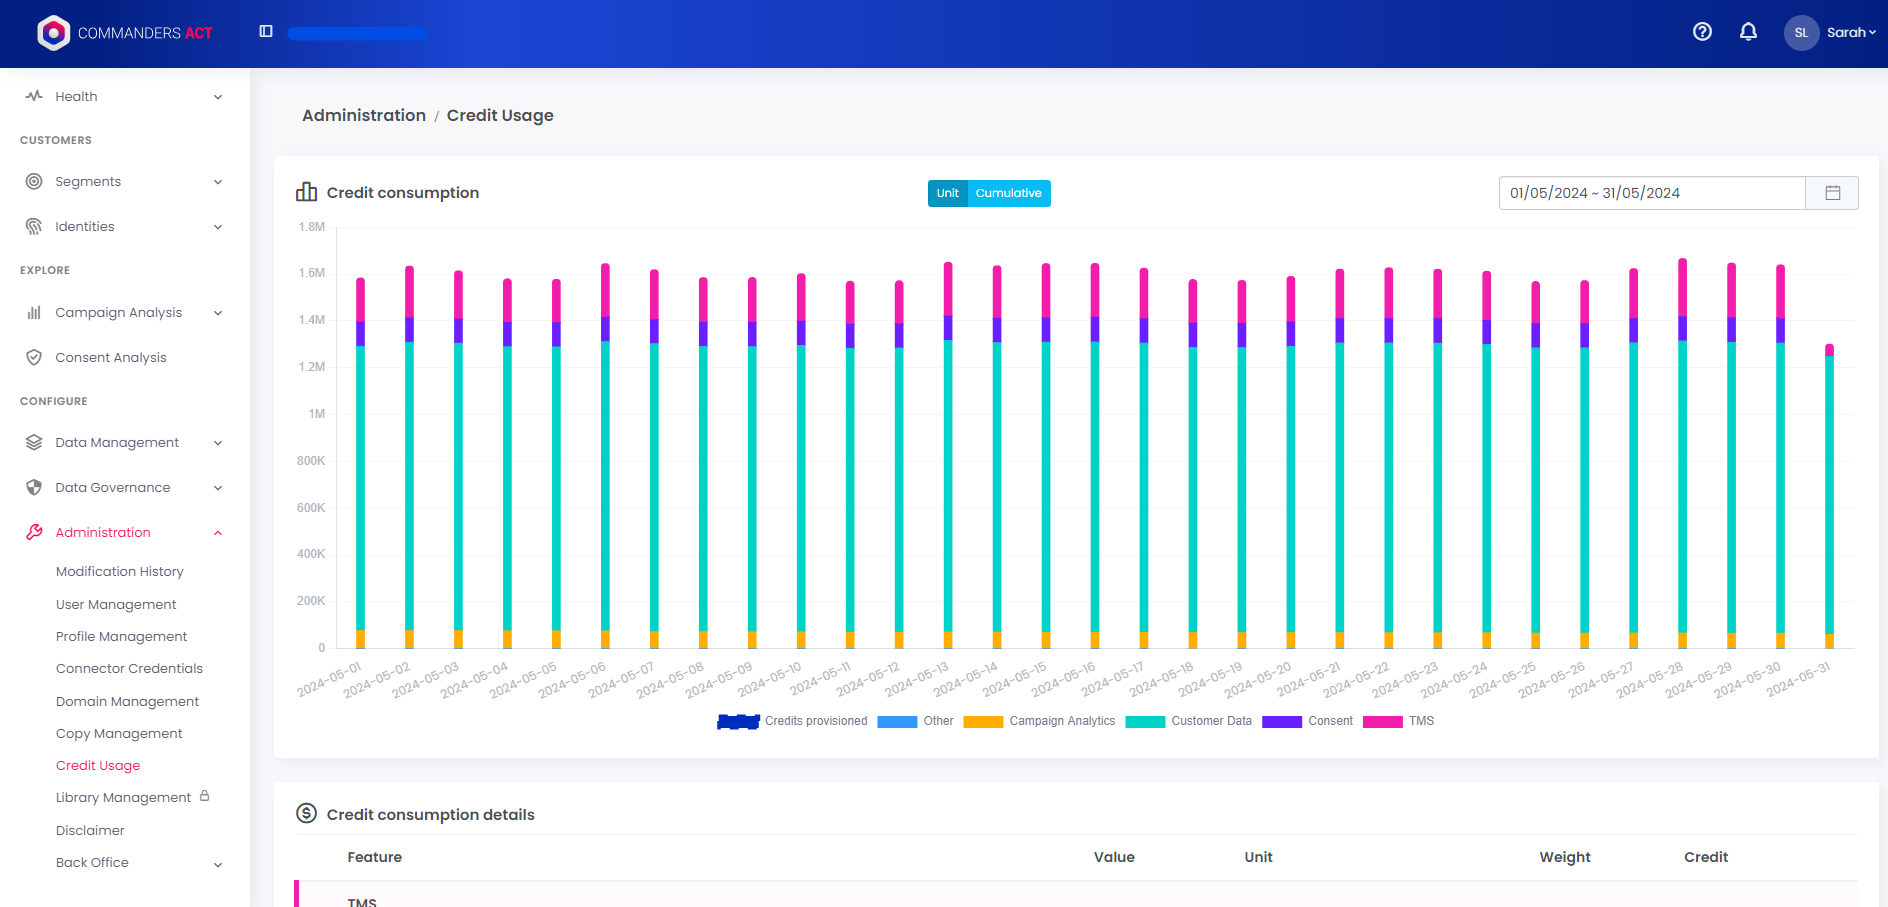 COMMANDERS ACT
SL Sarah
Health
CUSTOMERS
Segments
Identities
EXPLORE
Campaign Analysis
Consent Analysis
CONFIGURE
Data Management
Data Governance
Administration
Modification History
User Management
Profile Management
Connector Credentials
Domain Management
Copy Management
Credit Usage
Library Management
Disclaimer
Back Office
Administration / Credit Usage
Credit consumption
Unit Cumulative
01/05/2024 ~ 31/05/2024
1.8M
1.6M
1.4M
1.2M
1M
800K
600K
400K
200K
0
2024-05-01 2024-05-02 2024-05-03 2024-05-04 2024-05-05 2024-05-06 2024-05-07 2024-05-08 2024-05-09 2024-05-10 2024-05-11 2024-05-12 2024-05-13 2024-05-14 2024-05-15 2024-05-16 2024-05-17 2024-05-18 2024-05-19 2024-05-20 2024-05-21 2024-05-22 2024-05-23 2024-05-24 2024-05-25 2024-05-26 2024-05-27 2024-05-28 2024-05-29 2024-05-30 2024-05-31
Credits provisioned Other Campaign Analytics Customer Data Consent TMS
Credit consumption details
Feature Value Unit Weight Credit
TMS